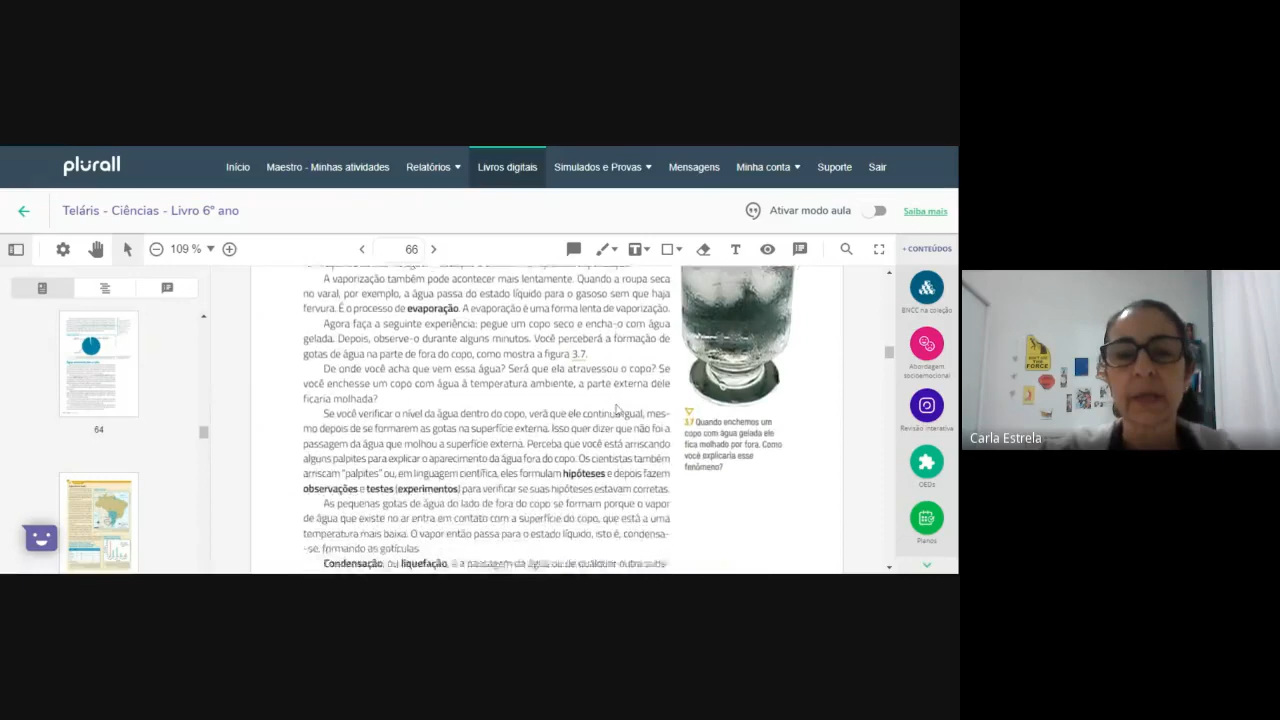 plurall
Início Maestro - Minhas atividades Relatórios Livros digitais Simulados e Provas Mensagens Minha conta Suporte Sair
Teláris - Ciências - Livro 6º ano
Ativar modo aula Saiba mais
109 % 66
+ CONTEÚDOS
A vaporização também pode acontecer mais lentamente. Quando a roupa seca
no varal, por exemplo, a água passa do estado líquido para o gasoso sem que haja
fervura. É o processo de evaporação. A evaporação é uma forma lenta de vaporização.
Agora faça a seguinte experiência: pegue um copo seco e encha-o com água
gelada. Depois, observe-o durante alguns minutos. Você perceberá a formação de
gotas de água na parte de fora do copo, como mostra a figura 3.7.
De onde você acha que vem essa água? Será que ela atravessou o copo? Se
você enchesse um copo com água à temperatura ambiente, a parte externa dele
ficaria molhada?
Se você verificar o nível da água dentro do copo, verá que ele continua igual, mes-
mo depois de se formarem as gotas na superfície externa. Isso quer dizer que não foi a
passagem da água que molhou a superfície externa. Perceba que você está arriscando
alguns palpites para explicar o aparecimento da água fora do copo. Os cientistas também
arriscam "palpites" ou, em linguagem científica, eles formulam hipóteses e depois fazem
observações e testes (experimentos) para verificar se suas hipóteses estavam corretas.
As pequenas gotas de água do lado de fora do copo se formam porque o vapor
de água que existe no ar entra em contato com a superfície do copo, que está a uma
temperatura mais baixa. O vapor então passa para o estado líquido, isto é, condensa-
-se, formando as gotículas.
Condensação, ou liquefação, é a passagem da
3.7 Quando enchemos um
copo com água gelada ele
fica molhado por fora. Como
você explicaria esse
fenômeno?
64
BNCC na coleção
Abordagem
socioemocional
Revisão interativa
OEDs
Planos
THE
FORCE
Carla Estrela